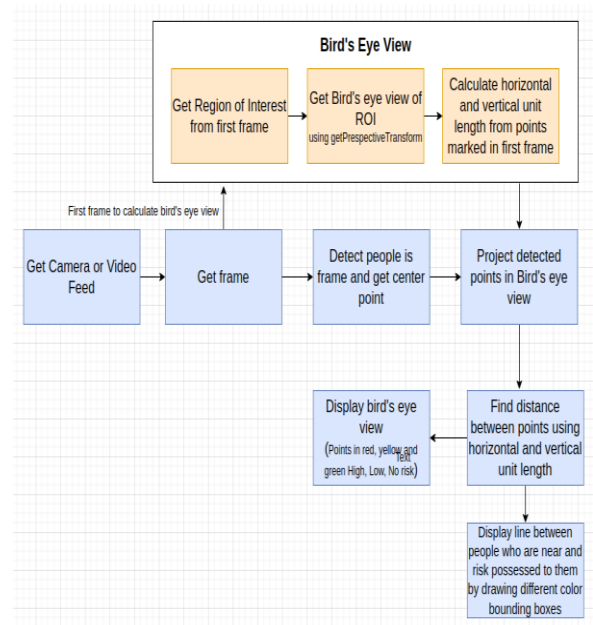 Bird's Eye View
Get Region of Interest
from first frame
Get Bird's eye view of
ROI
using getPrespectiveTransform
Calculate horizontal
and vertical unit
length from points
marked in first frame
First frame to calculate bird's eye view
Get Camera or Video
Feed
Get frame
Detect people is
frame and get center
point
Project detected
points in Bird's eye
view
Display bird's eye
view
(Points in red, yellow and
Text
green High, Low, No risk)
Find distance
between points using
horizontal and vertical
unit length
Display line between
people who are near and
risk possessed to them
by drawing different color
bounding boxes